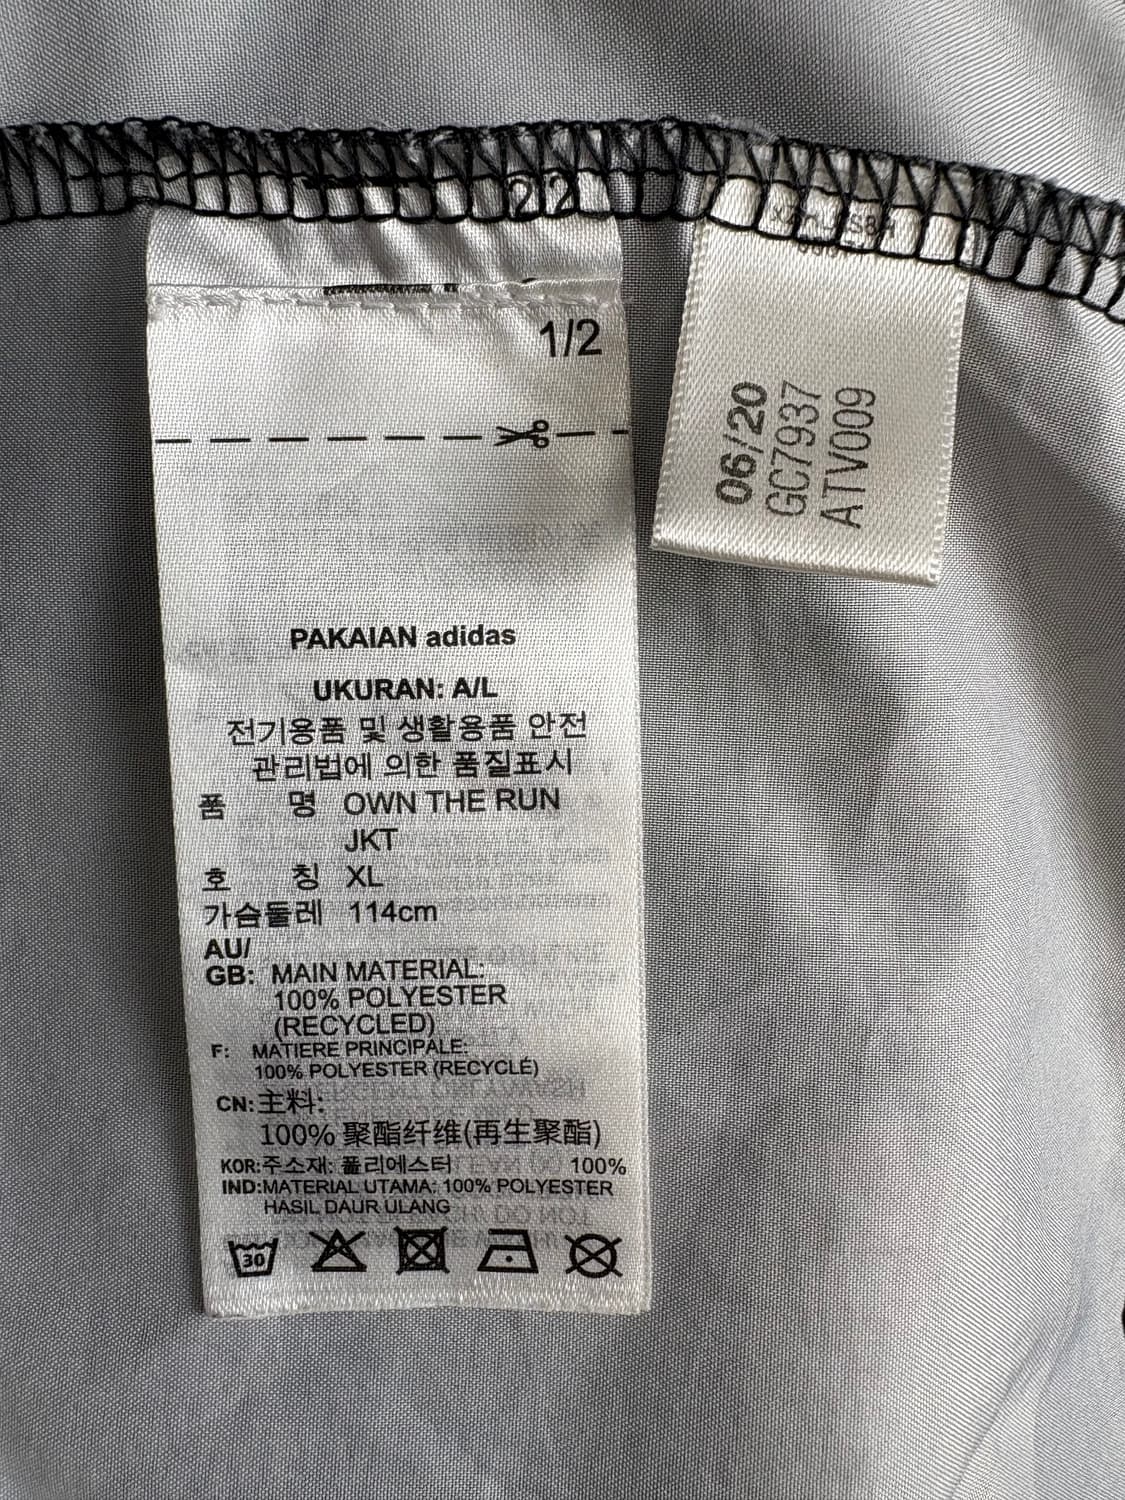 22
1/2
PAKAIAN adidas
UKURAN: A/L
전기용품 및 생활용품 안전
관리법에 의한 품질표시
품 명 OWN THE RUN
JKT
호 칭 XL
가슴둘레 114cm
AU/
GB: MAIN MATERIAL:
100% POLYESTER
(RECYCLED)
F: MATIERE PRINCIPALE:
100% POLYESTER (RECYCLÉ)
CN: 主料:
100% 聚酯纤维(再生聚酯)
KOR:주소재: 폴리에스터 100%
IND:MATERIAL UTAMA: 100% POLYESTER
HASIL DAUR ULANG
30
06/20
GC7937
ATV009